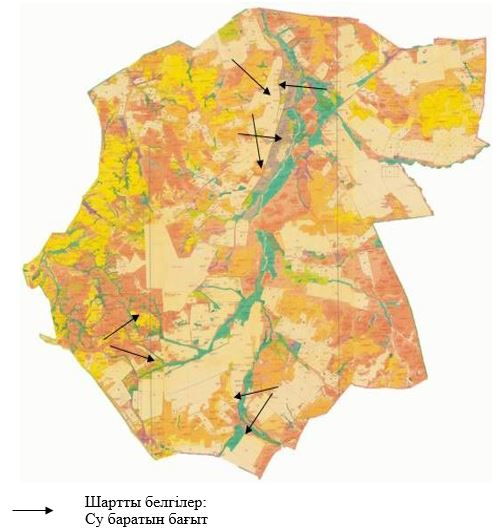 Шартты белгілер:
Су баратын бағыт